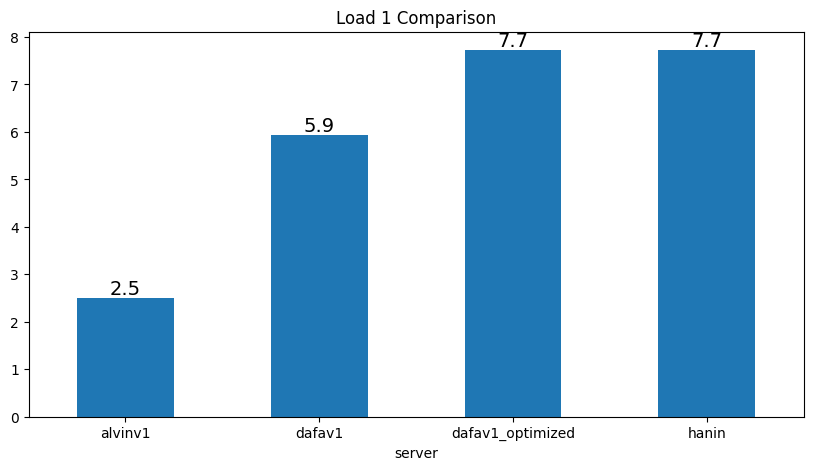 Load 1 Comparison
8
7
6
5
4
3
2
1
0
2.5
5.9
7.7
7.7
alvinv1
dafav1
dafav1_optimized
hanin
server